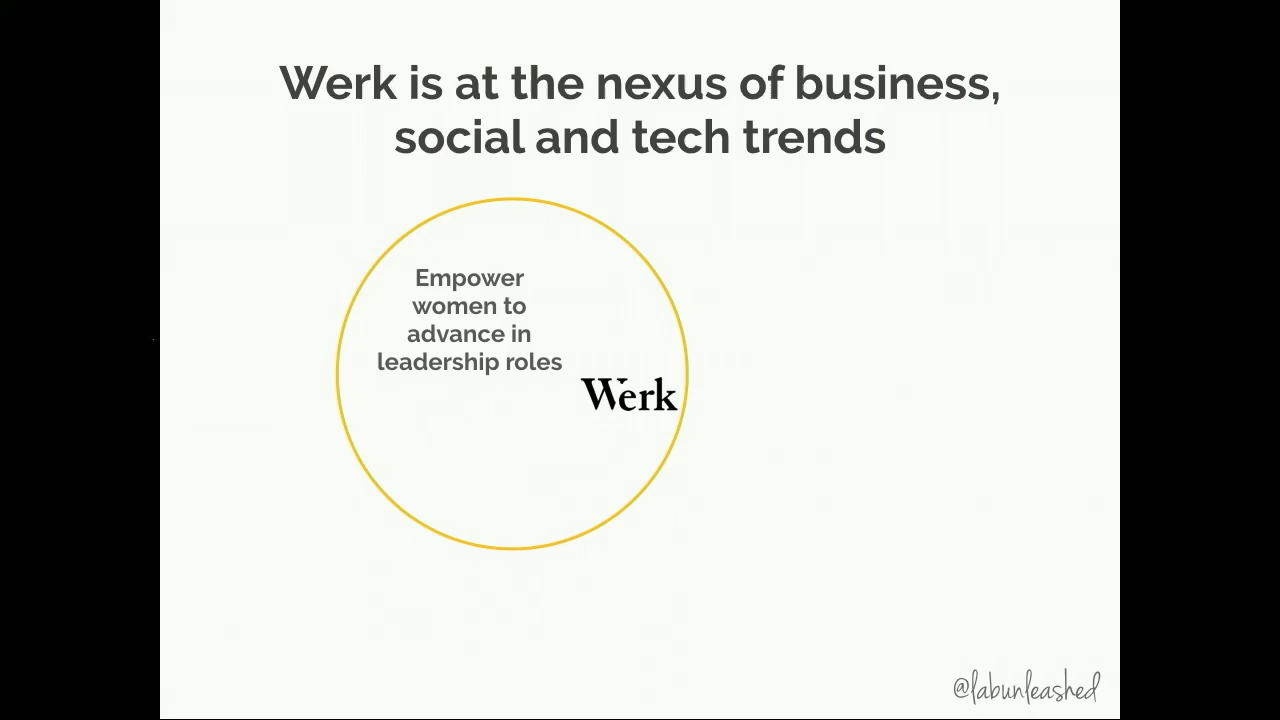 Werk is at the nexus of business,
social and tech trends
Empower
women to
advance in
leadership roles
Werk
@labunleashed